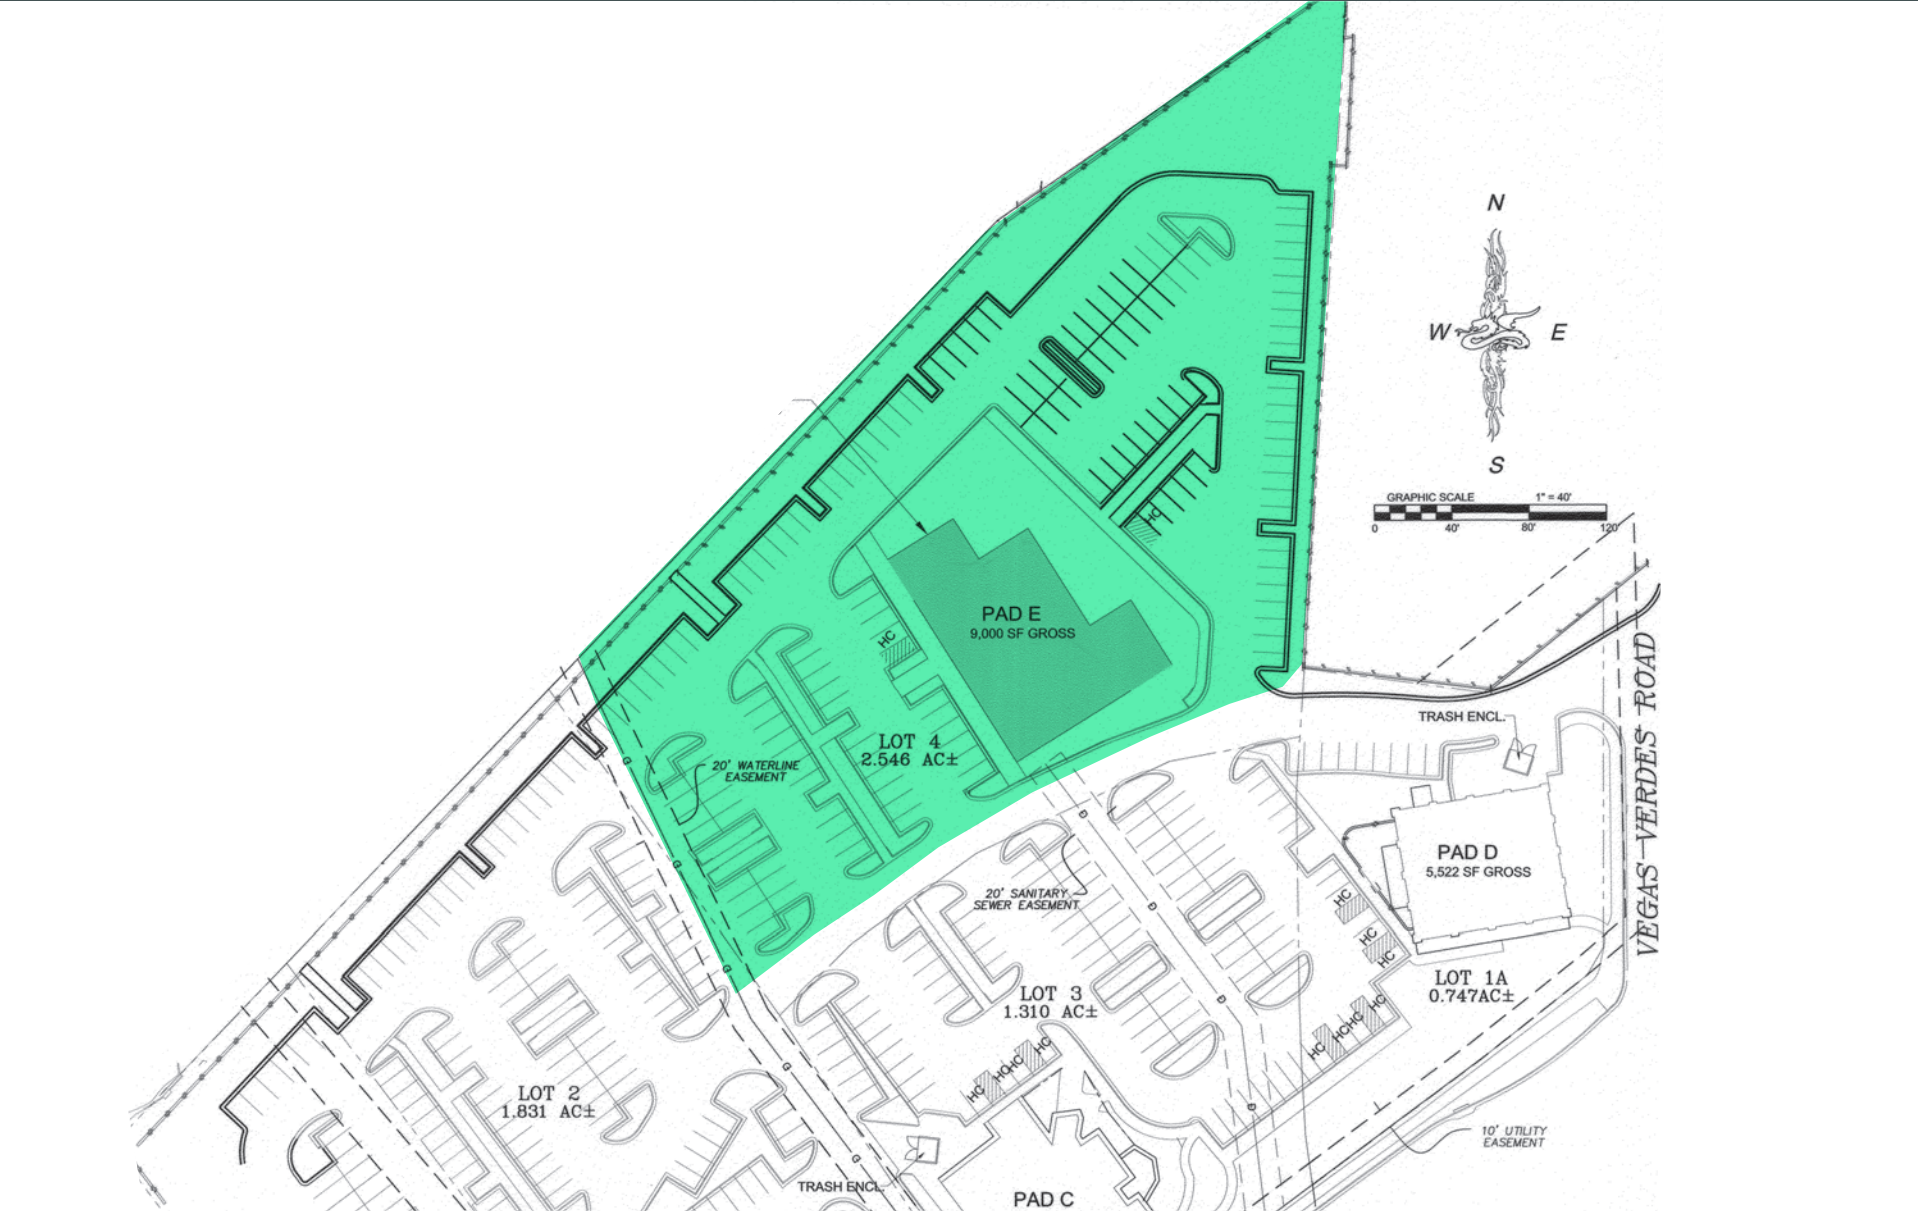 N
W
E
S
GRAPHIC SCALE
1" = 40'
0
40'
80'
120'
HC
PAD E
9,000 SF GROSS
HC
VEGAS VERDES ROAD
TRASH ENCL.
LOT 4
2.546 AC±
20' WATERLINE
EASEMENT
PAD D
5,522 SF GROSS
20' SANITARY
SEWER EASEMENT
HC
HC
HC
LOT 1A
0.747AC±
LOT 3
1.310 AC±
HC
HC
HC
HC
HC
HC
HC
HC
LOT 2
1.831 AC±
10' UTILITY
EASEMENT
TRASH ENCL.
PAD C